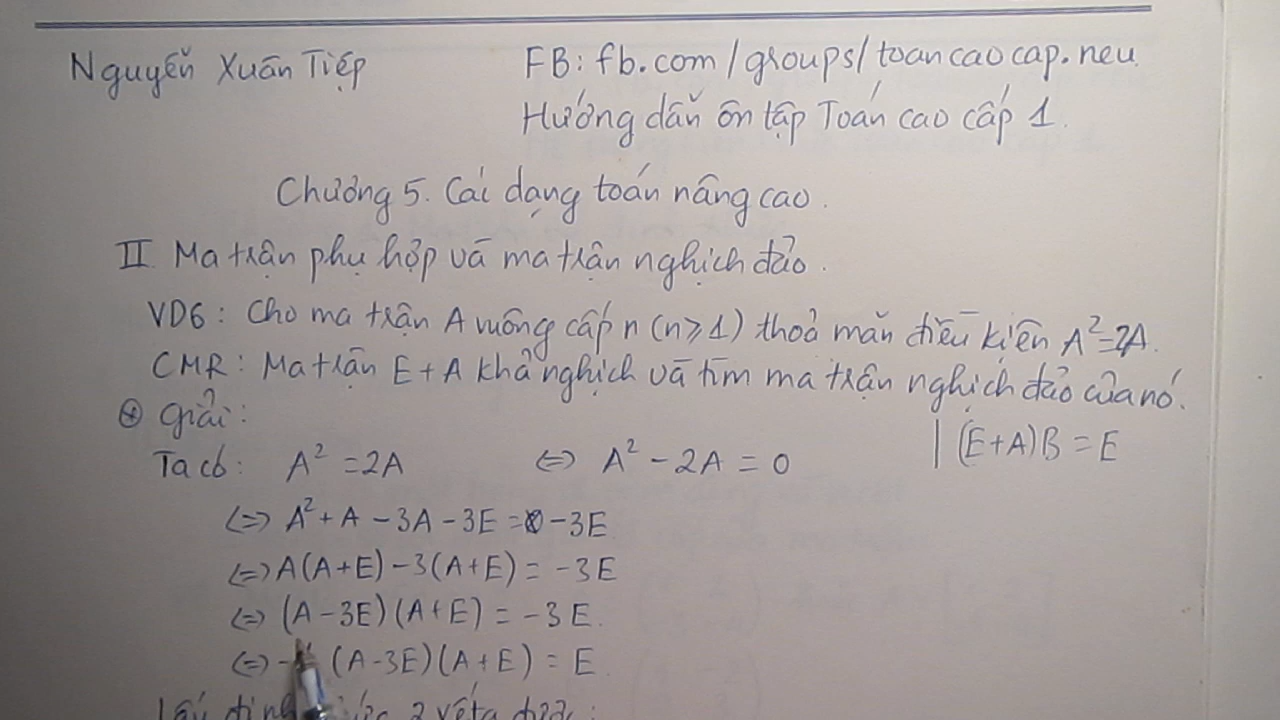 Nguyễn Xuân Tiệp
FB: fb.com/groups/toancaocap.neu
Hướng dẫn ôn tập Toán cao cấp 1.
Chương 5. Các dạng toán nâng cao.
II Ma trận phụ hợp và ma trận nghịch đảo.
VD6: Cho ma trận A vuông cấp n (n≥1) thoả mãn điều kiện A²=2A.
CMR: Ma trận E+A khả nghịch và tìm ma trận nghịch đảo của nó.
⊛ Giải:
Ta có: A² = 2A <=> A² - 2A = 0 | (E+A)B = E
<=> A² + A - 3A - 3E = 0 - 3E
<=> A(A+E) - 3(A+E) = -3E
<=> (A - 3E)(A+E) = -3E.
<=> - (A-3E)(A+E) = E
2 vế ta được: